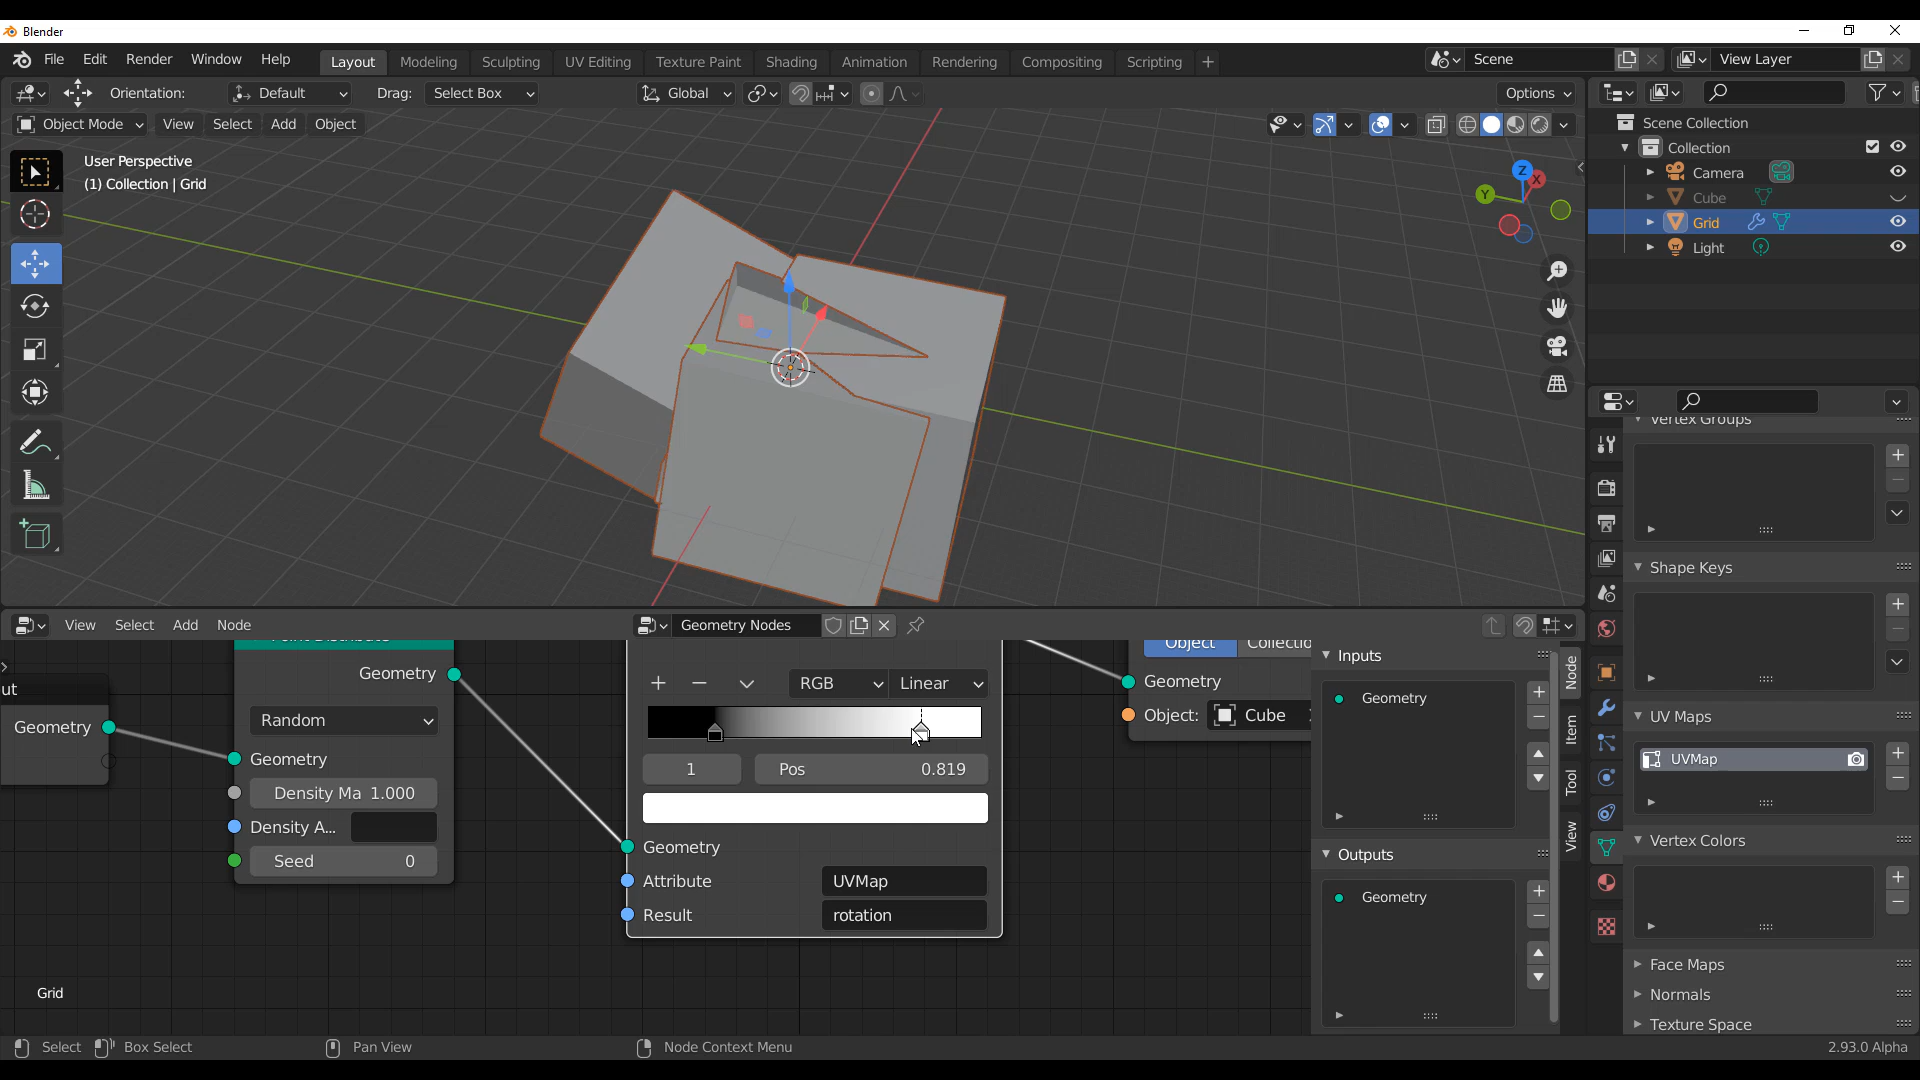 Blender
File Edit Render Window Help Layout Modeling Sculpting UV Editing Texture Paint Shading Animation Rendering Compositing Scripting + Scene View Layer
Orientation: Default Drag: Select Box Global Options
Object Mode View Select Add Object
User Perspective
(1) Collection | Grid
Z
X
Y
Scene Collection
Collection
Camera
Cube
Grid
Light
Vertex Groups
Shape Keys
UV Maps
UVMap
Vertex Colors
Face Maps
Normals
Texture Space
View Select Add Node Geometry Nodes
Geometry
Geometry
Random
Geometry
Density Ma 1.000
Density A...
Seed 0
RGB Linear
1 Pos 0.819
Geometry
Attribute UVMap
Result rotation
Object Collectio
Geometry
Object: Cube
Inputs
Geometry
Outputs
Geometry
Node
Item
Tool
View
Grid
Select Box Select Pan View Node Context Menu 2.93.0 Alpha